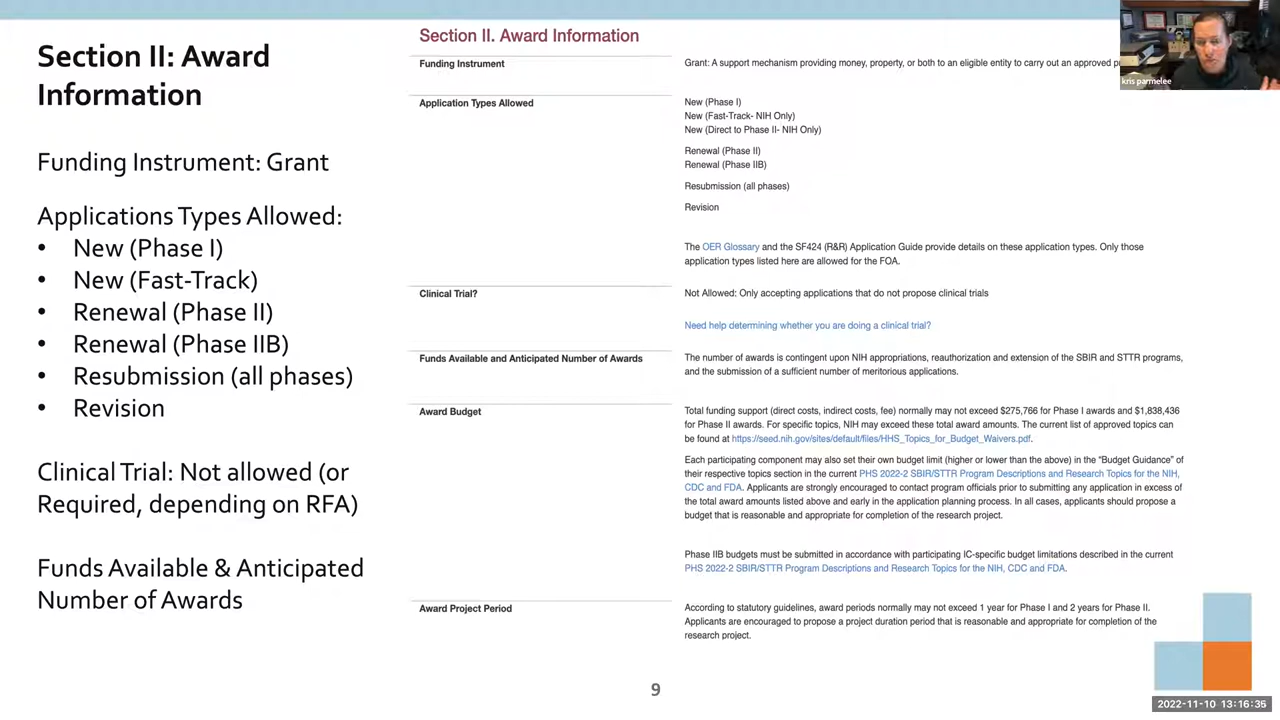 Section II: Award
Information
Funding Instrument: Grant
Applications Types Allowed:
• New (Phase I)
• New (Fast-Track)
• Renewal (Phase II)
• Renewal (Phase IIB)
• Resubmission (all phases)
• Revision
Clinical Trial: Not allowed (or
Required, depending on RFA)
Funds Available & Anticipated
Number of Awards
Section II. Award Information
Funding Instrument
Grant: A support mechanism providing money, property, or both to an eligible entity to carry out an approved
Application Types Allowed
New (Phase I)
New (Fast-Track- NIH Only)
New (Direct to Phase II- NIH Only)
Renewal (Phase II)
Renewal (Phase IIB)
Resubmission (all phases)
Revision
The OER Glossary and the SF424 (R&R) Application Guide provide details on these application types. Only those
application types listed here are allowed for the FOA.
Clinical Trial?
Not Allowed: Only accepting applications that do not propose clinical trials
Need help determining whether you are doing a clinical trial?
Funds Available and Anticipated Number of Awards
The number of awards is contingent upon NIH appropriations, reauthorization and extension of the SBIR and STTR programs,
and the submission of a sufficient number of meritorious applications.
Award Budget
Total funding support (direct costs, indirect costs, fee) normally may not exceed $275,766 for Phase I awards and $1,838,436
for Phase II awards. For specific topics, NIH may exceed these total award amounts. The current list of approved topics can
be found at https://seed.nih.gov/sites/default/files/HHS_Topics_for_Budget_Waivers.pdf.
Each participating component may also set their own budget limit (higher or lower than the above) in the “Budget Guidance” of
their respective topics section in the current PHS 2022-2 SBIR/STTR Program Descriptions and Research Topics for the NIH,
CDC and FDA. Applicants are strongly encouraged to contact program officials prior to submitting any application in excess of
the total award amounts listed above and early in the application planning process. In all cases, applicants should propose a
budget that is reasonable and appropriate for completion of the research project.
Phase IIB budgets must be submitted in accordance with participating IC-specific budget limitations described in the current
PHS 2022-2 SBIR/STTR Program Descriptions and Research Topics for the NIH, CDC and FDA.
Award Project Period
According to statutory guidelines, award periods normally may not exceed 1 year for Phase I and 2 years for Phase II.
Applicants are encouraged to propose a project duration period that is reasonable and appropriate for completion of the
research project.
kris parmelee
9
2022-11-10 13:16:35